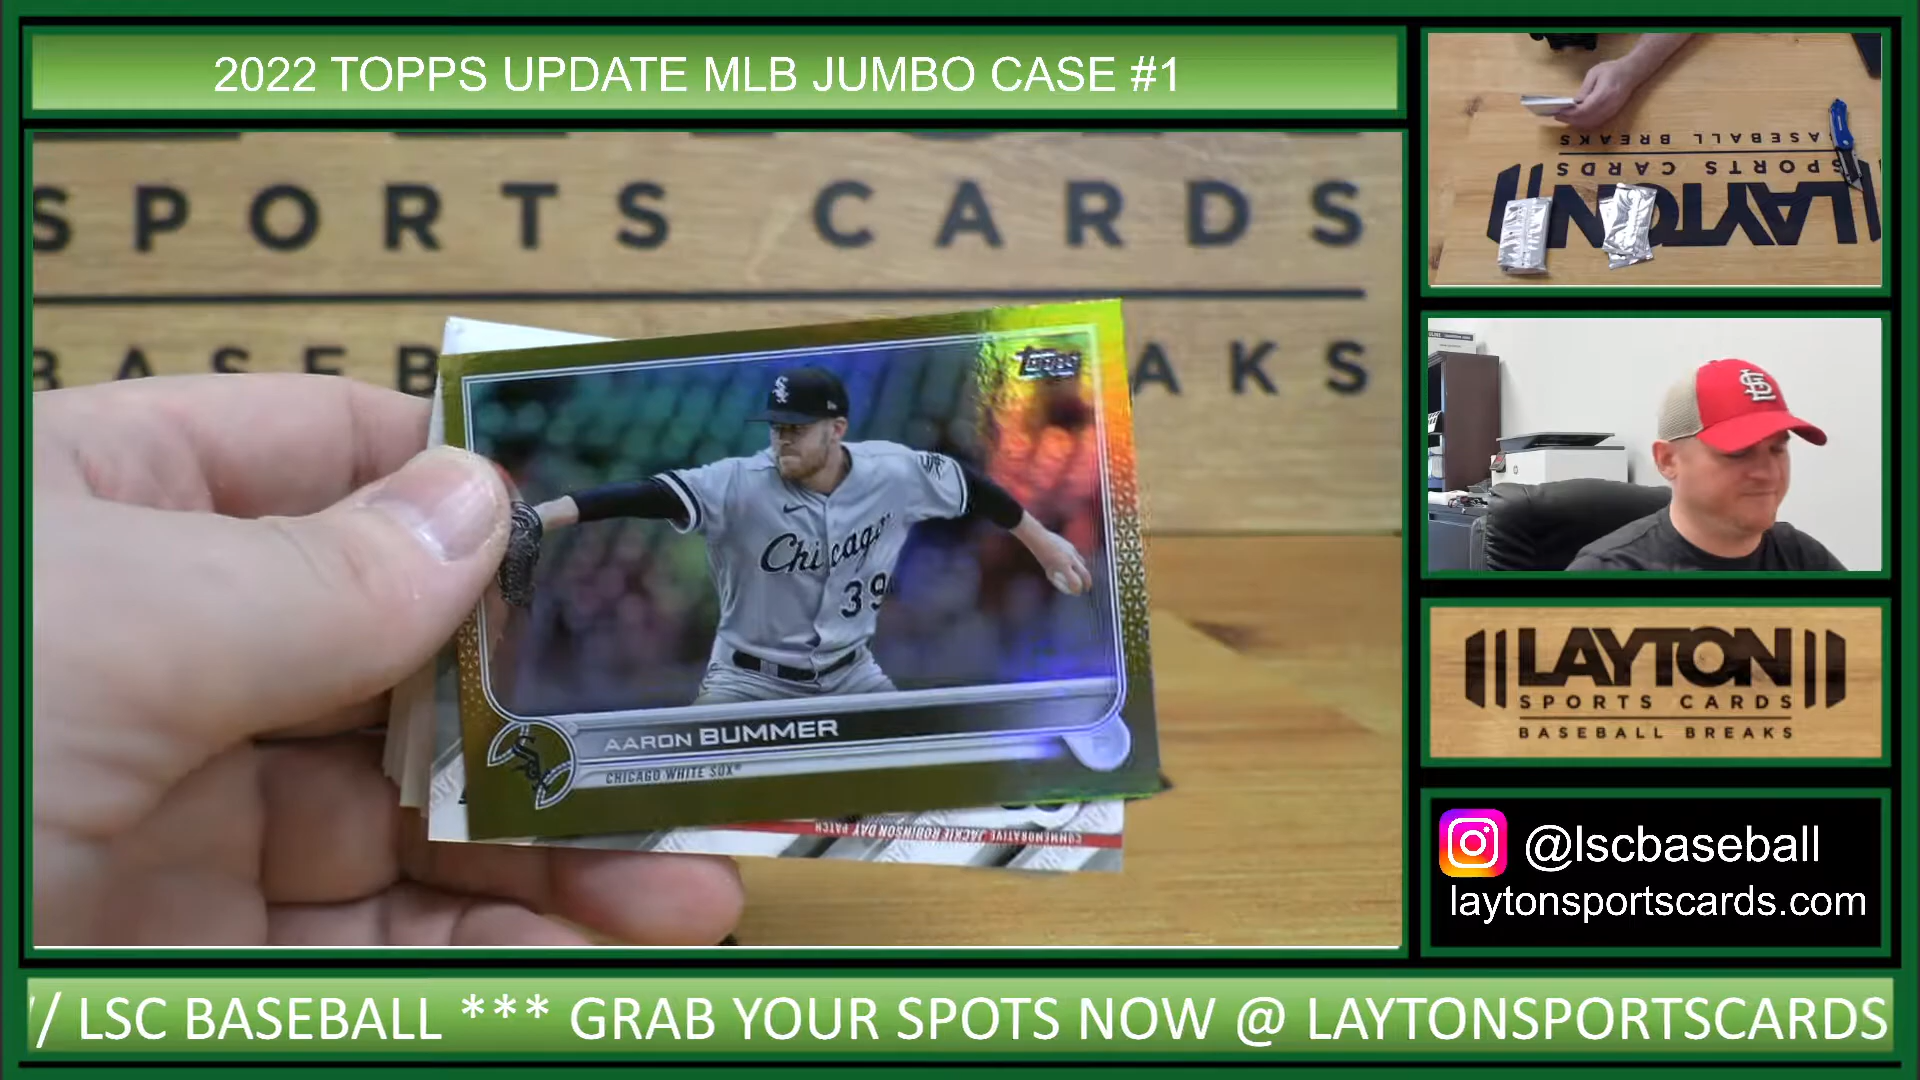 2022 TOPPS UPDATE MLB JUMBO CASE #1
SPORTS CARDS
BASEB AKS
Topps
Chicago
39
AARON BUMMER
CHICAGO WHITE SOX
COMMEMORATIVE JACKIE ROBINSON DAY PATCH
BASEBALL BREAKS
SPORTS CARDS
LAYTON
LAYTON
SPORTS CARDS
BASEBALL BREAKS
@lscbaseball
laytonsportscards.com
// LSC BASEBALL *** GRAB YOUR SPOTS NOW @ LAYTONSPORTSCARDS